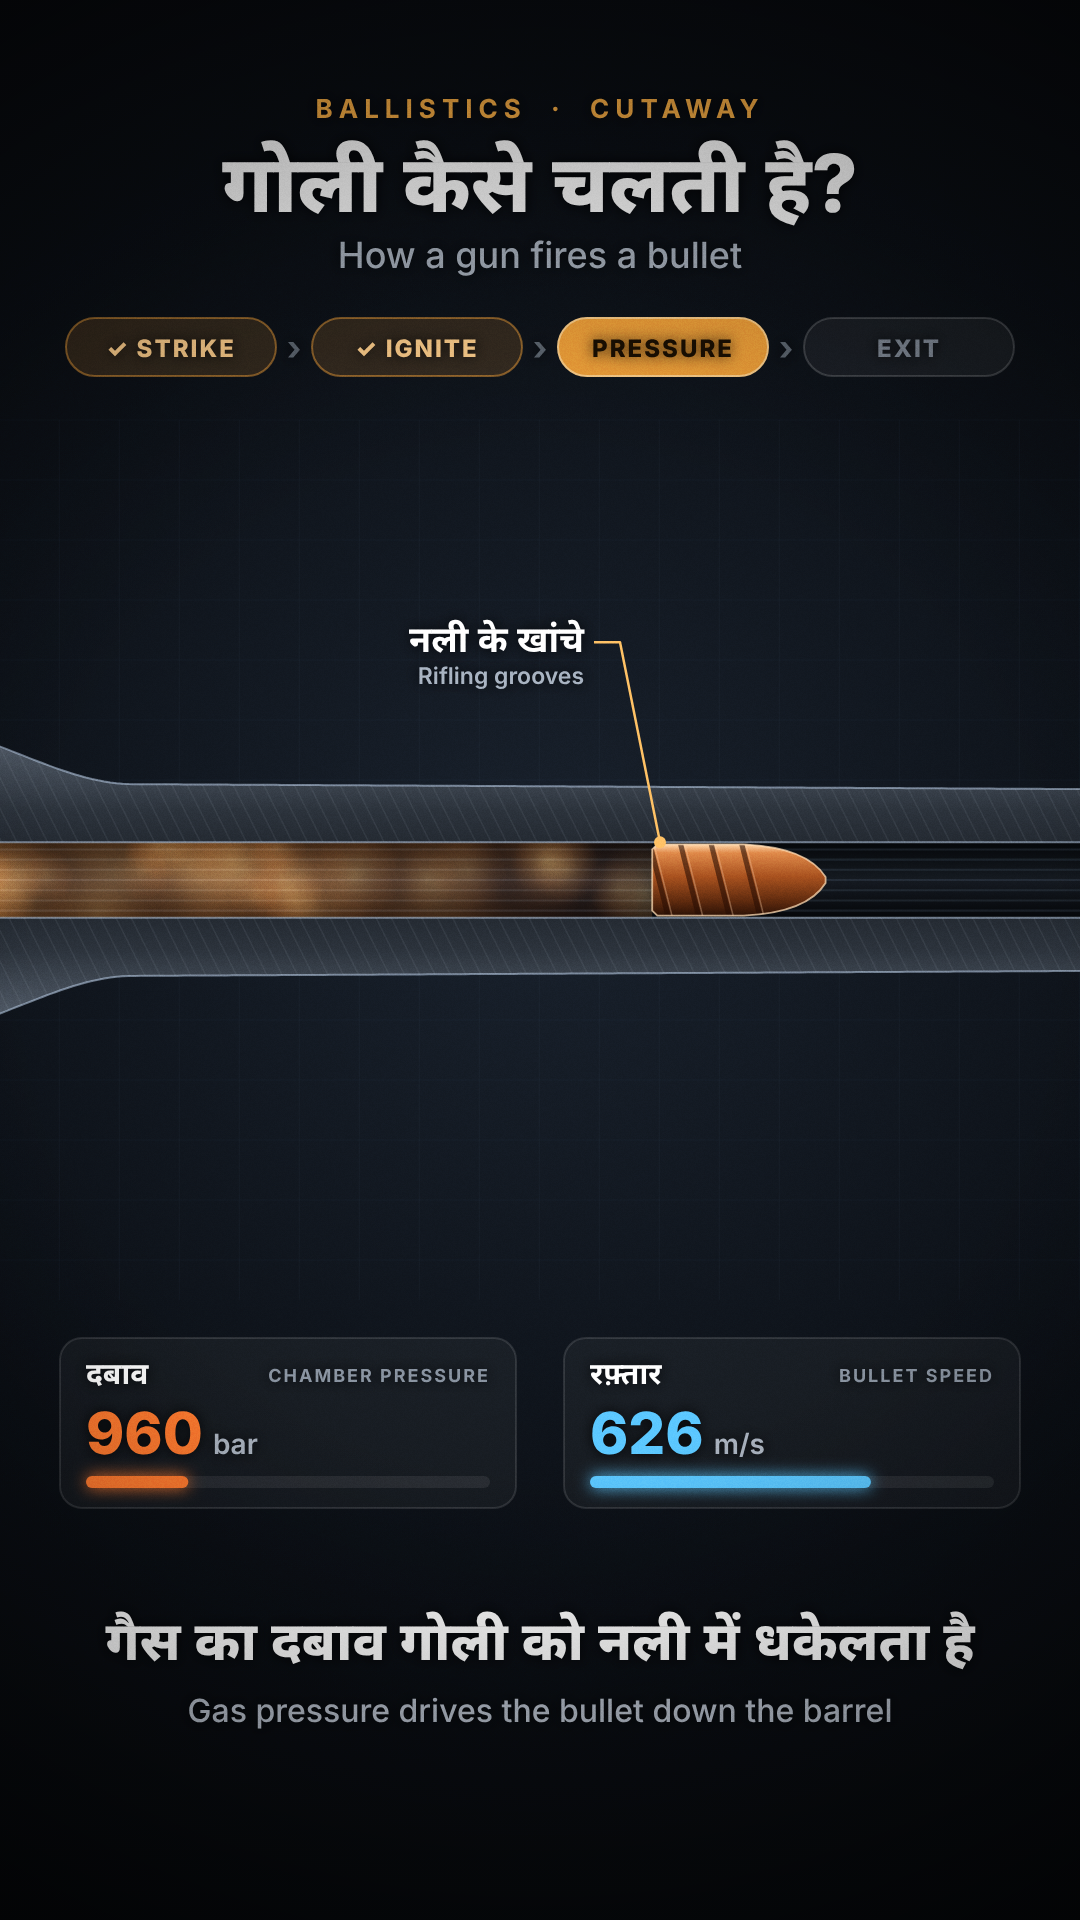 BALLISTICS · CUTAWAY
गोली कैसे चलती है?
How a gun fires a bullet
✓ STRIKE › ✓ IGNITE › PRESSURE › EXIT
नली के खांचे
Rifling grooves
दबाव CHAMBER PRESSURE
960 bar
रफ़्तार BULLET SPEED
626 m/s
गैस का दबाव गोली को नली में धकेलता है
Gas pressure drives the bullet down the barrel